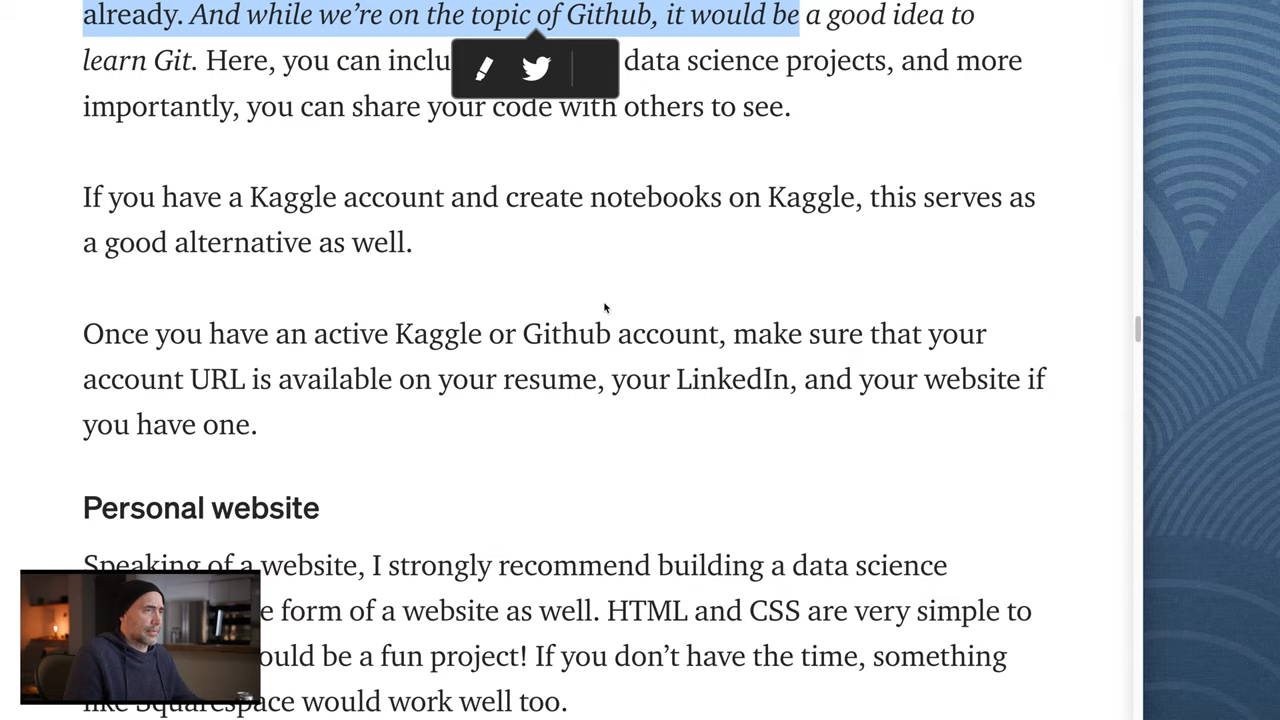 already. And while we’re on the topic of Github, it would be a good idea to
learn Git. Here, you can inclu data science projects, and more
importantly, you can share your code with others to see.
If you have a Kaggle account and create notebooks on Kaggle, this serves as
a good alternative as well.
Once you have an active Kaggle or Github account, make sure that your
account URL is available on your resume, your LinkedIn, and your website if
you have one.
Personal website
Speaking of a website, I strongly recommend building a data science
e form of a website as well. HTML and CSS are very simple to
ould be a fun project! If you don’t have the time, something
like Squarespace would work well too.